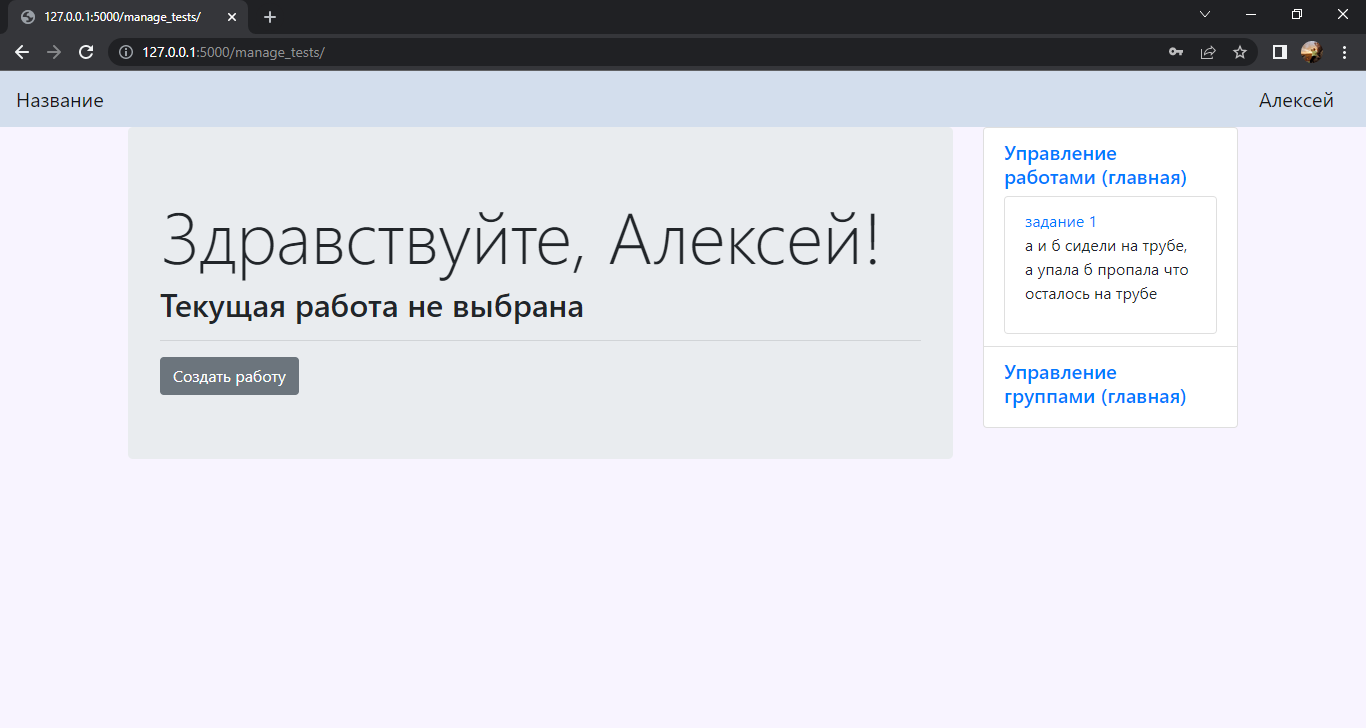 127.0.0.1:5000/manage_tests/
127.0.0.1:5000/manage_tests/
Название
Алексей
Здравствуйте, Алексей!
Текущая работа не выбрана
Создать работу
Управление
работами (главная)
задание 1
а и б сидели на трубе,
а упала б пропала что
осталось на трубе
Управление
группами (главная)